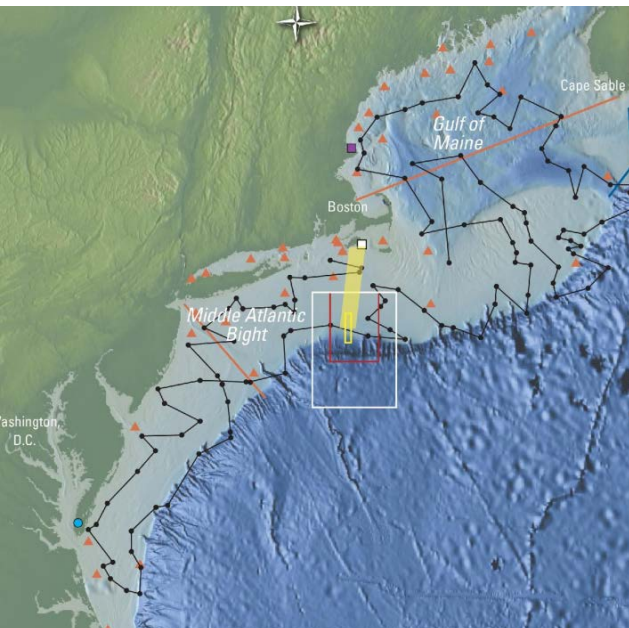 Cape Sable
Gulf of
Maine
Boston
Middle Atlantic
Bight
Washington,
D.C.